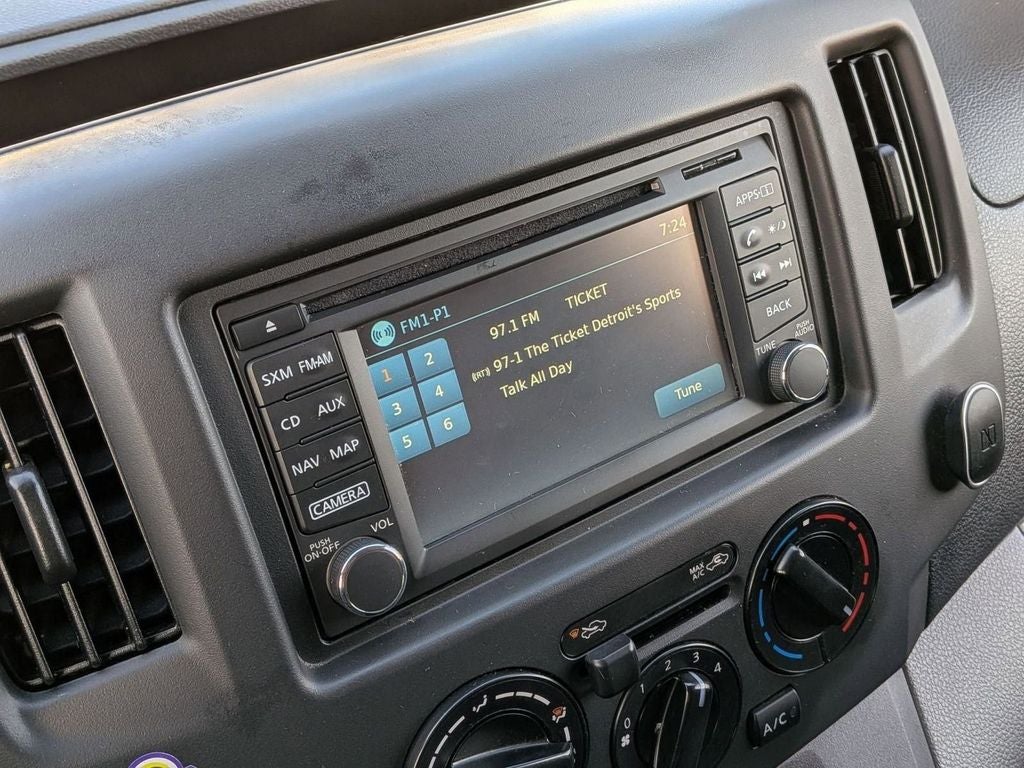 7:24
FM1-P1
97.1 FM TICKET
97-1 The Ticket Detroit's Sports
Talk All Day
1 2
3 4
5 6
Tune
SXM FM·AM
CD AUX
NAV MAP
CAMERA
VOL
PUSH
ON·OFF
APPS·i
BACK
TUNE
PUSH
AUDIO
MAX
A/C
0 1 2 3 4
A/C
N